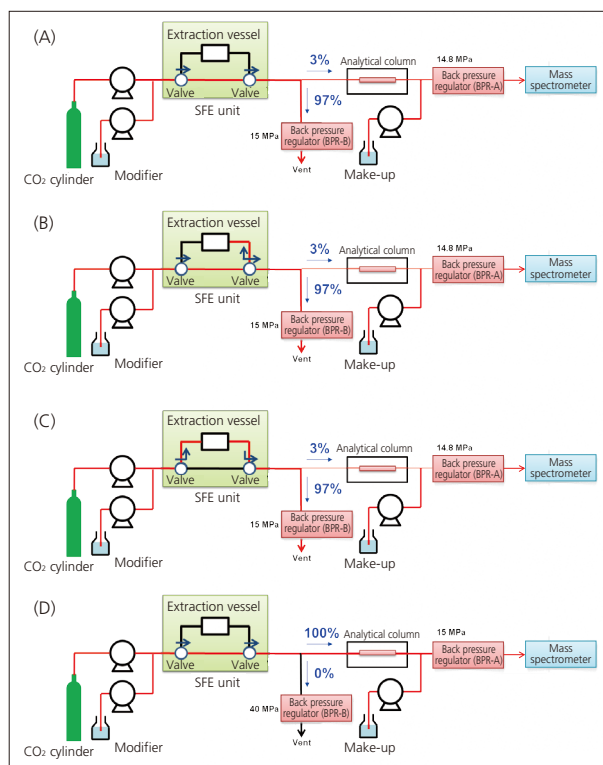 (A)
Extraction vessel
Valve
Valve
SFE unit
CO2 cylinder
Modifier
3%
97%
Analytical column
14.8 MPa
Back pressure
regulator (BPR-A)
Mass
spectrometer
15 MPa
Back pressure
regulator (BPR-B)
Vent
Make-up
(B)
Extraction vessel
Valve
Valve
SFE unit
CO2 cylinder
Modifier
3%
97%
Analytical column
14.8 MPa
Back pressure
regulator (BPR-A)
Mass
spectrometer
15 MPa
Back pressure
regulator (BPR-B)
Vent
Make-up
(C)
Extraction vessel
Valve
Valve
SFE unit
CO2 cylinder
Modifier
3%
97%
Analytical column
14.8 MPa
Back pressure
regulator (BPR-A)
Mass
spectrometer
15 MPa
Back pressure
regulator (BPR-B)
Vent
Make-up
(D)
Extraction vessel
Valve
Valve
SFE unit
CO2 cylinder
Modifier
100%
0%
Analytical column
15 MPa
Back pressure
regulator (BPR-A)
Mass
spectrometer
40 MPa
Back pressure
regulator (BPR-B)
Vent
Make-up